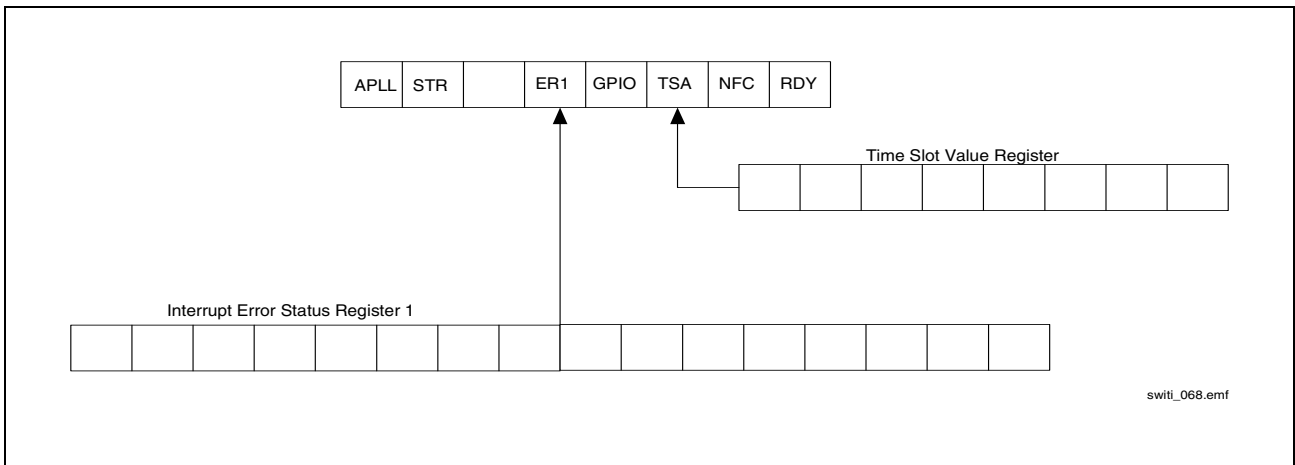 APLL STR ER1 GPIO TSA NFC RDY
Time Slot Value Register
Interrupt Error Status Register 1
switi_068.emf